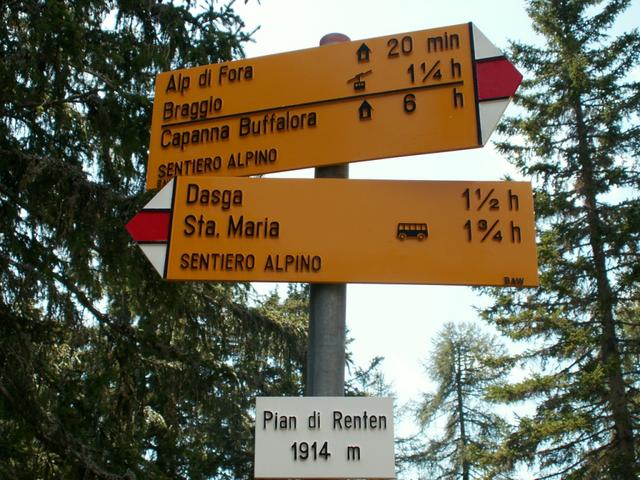 Alp di Fora 20 min
Braggio 1¼ h
Capanna Buffalora 6 h
SENTIERO ALPINO
Dasga 1½ h
Sta. Maria 1¾ h
SENTIERO ALPINO
BAW
Pian di Renten
1914 m